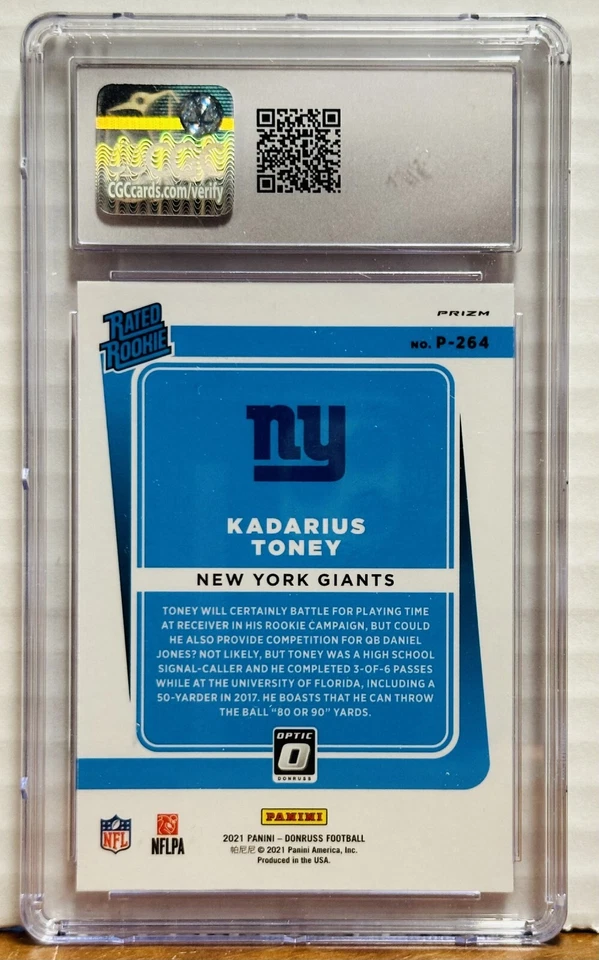 CGCcards.com/verify
RATED
ROOKIE
PRIZM
NO. P-264
ny
KADARIUS
TONEY
NEW YORK GIANTS
TONEY WILL CERTAINLY BATTLE FOR PLAYING TIME
AT RECEIVER IN HIS ROOKIE CAMPAIGN, BUT COULD
HE ALSO PROVIDE COMPETITION FOR QB DANIEL
JONES? NOT LIKELY, BUT TONEY WAS A HIGH SCHOOL
SIGNAL-CALLER AND HE COMPLETED 3-OF-6 PASSES
WHILE AT THE UNIVERSITY OF FLORIDA, INCLUDING A
50-YARDER IN 2017. HE BOASTS THAT HE CAN THROW
THE BALL “80 OR 90” YARDS.
OPTIC
DONRUSS
PANINI
NFL
NFLPA
2021 PANINI – DONRUSS FOOTBALL
帕尼尼 © 2021 Panini America, Inc.
Produced in the USA.